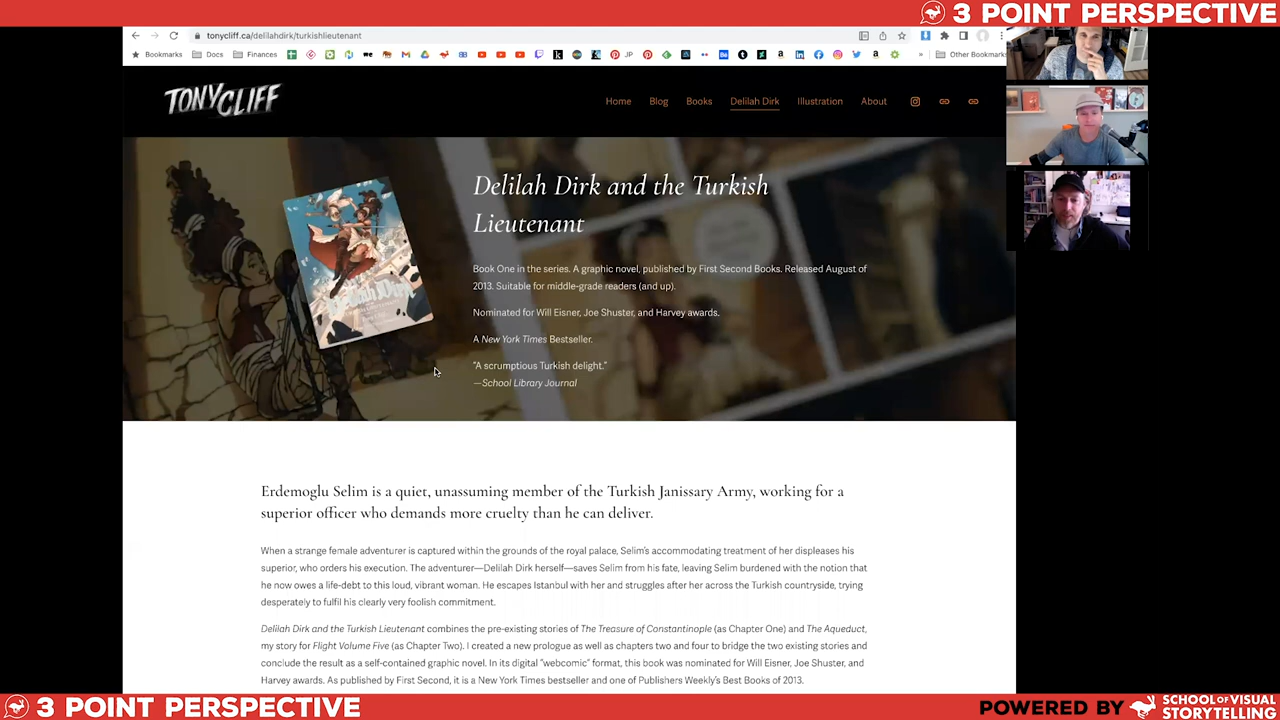 3 POINT PERSPECTIVE
tonycliff.ca/delilahdirk/turkishlieutenant
Bookmarks
Docs
Finances
JP
»
Other Bookmarks
TONY CLIFF
Home
Blog
Books
Delilah Dirk
Illustration
About
Delilah Dirk and the Turkish
Lieutenant
Book One in the series. A graphic novel, published by First Second Books. Released August of
2013. Suitable for middle-grade readers (and up).
Nominated for Will Eisner, Joe Shuster, and Harvey awards.
A New York Times Bestseller.
“A scrumptious Turkish delight.”
—School Library Journal
Delilah Dirk
Erdemoglu Selim is a quiet, unassuming member of the Turkish Janissary Army, working for a
superior officer who demands more cruelty than he can deliver.
When a strange female adventurer is captured within the grounds of the royal palace, Selim's accommodating treatment of her displeases his
superior, who orders his execution. The adventurer—Delilah Dirk herself—saves Selim from his fate, leaving Selim burdened with the notion that
he now owes a life-debt to this loud, vibrant woman. He escapes Istanbul with her and struggles after her across the Turkish countryside, trying
desperately to fulfil his clearly very foolish commitment.
Delilah Dirk and the Turkish Lieutenant combines the pre-existing stories of The Treasure of Constantinople (as Chapter One) and The Aqueduct,
my story for Flight Volume Five (as Chapter Two). I created a new prologue as well as chapters two and four to bridge the two existing stories and
conclude the result as a self-contained graphic novel. In its digital “webcomic” format, this book was nominated for Will Eisner, Joe Shuster, and
Harvey awards. As published by First Second, it is a New York Times bestseller and one of Publishers Weekly's Best Books of 2013.
3 POINT PERSPECTIVE
POWERED BY
SCHOOL OF VISUAL
STORYTELLING